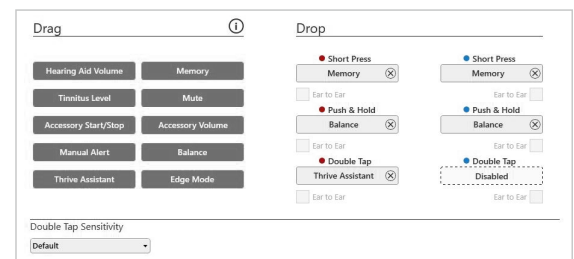 Drag
Drop
Hearing Aid Volume
Memory
Tinnitus Level
Mute
Accessory Start/Stop
Accessory Volume
Manual Alert
Balance
Thrive Assistant
Edge Mode
Short Press
Short Press
Memory
Memory
Ear to Ear
Ear to Ear
Push & Hold
Push & Hold
Balance
Balance
Ear to Ear
Ear to Ear
Double Tap
Double Tap
Thrive Assistant
Disabled
Ear to Ear
Ear to Ear
Double Tap Sensitivity
Default